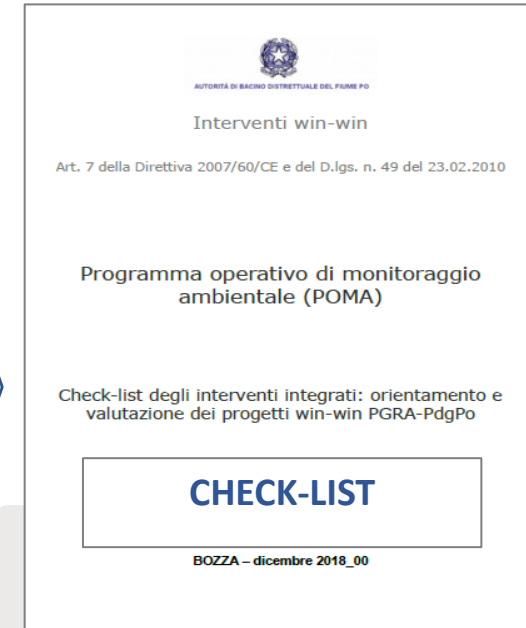 AUTORITÀ DI BACINO DISTRETTUALE DEL FIUME PO
Interventi win-win
Art. 7 della Direttiva 2007/60/CE e del D.lgs. n. 49 del 23.02.2010
Programma operativo di monitoraggio
ambientale (POMA)
Check-list degli interventi integrati: orientamento e
valutazione dei progetti win-win PGRA-PdgPo
CHECK-LIST
BOZZA – dicembre 2018_00